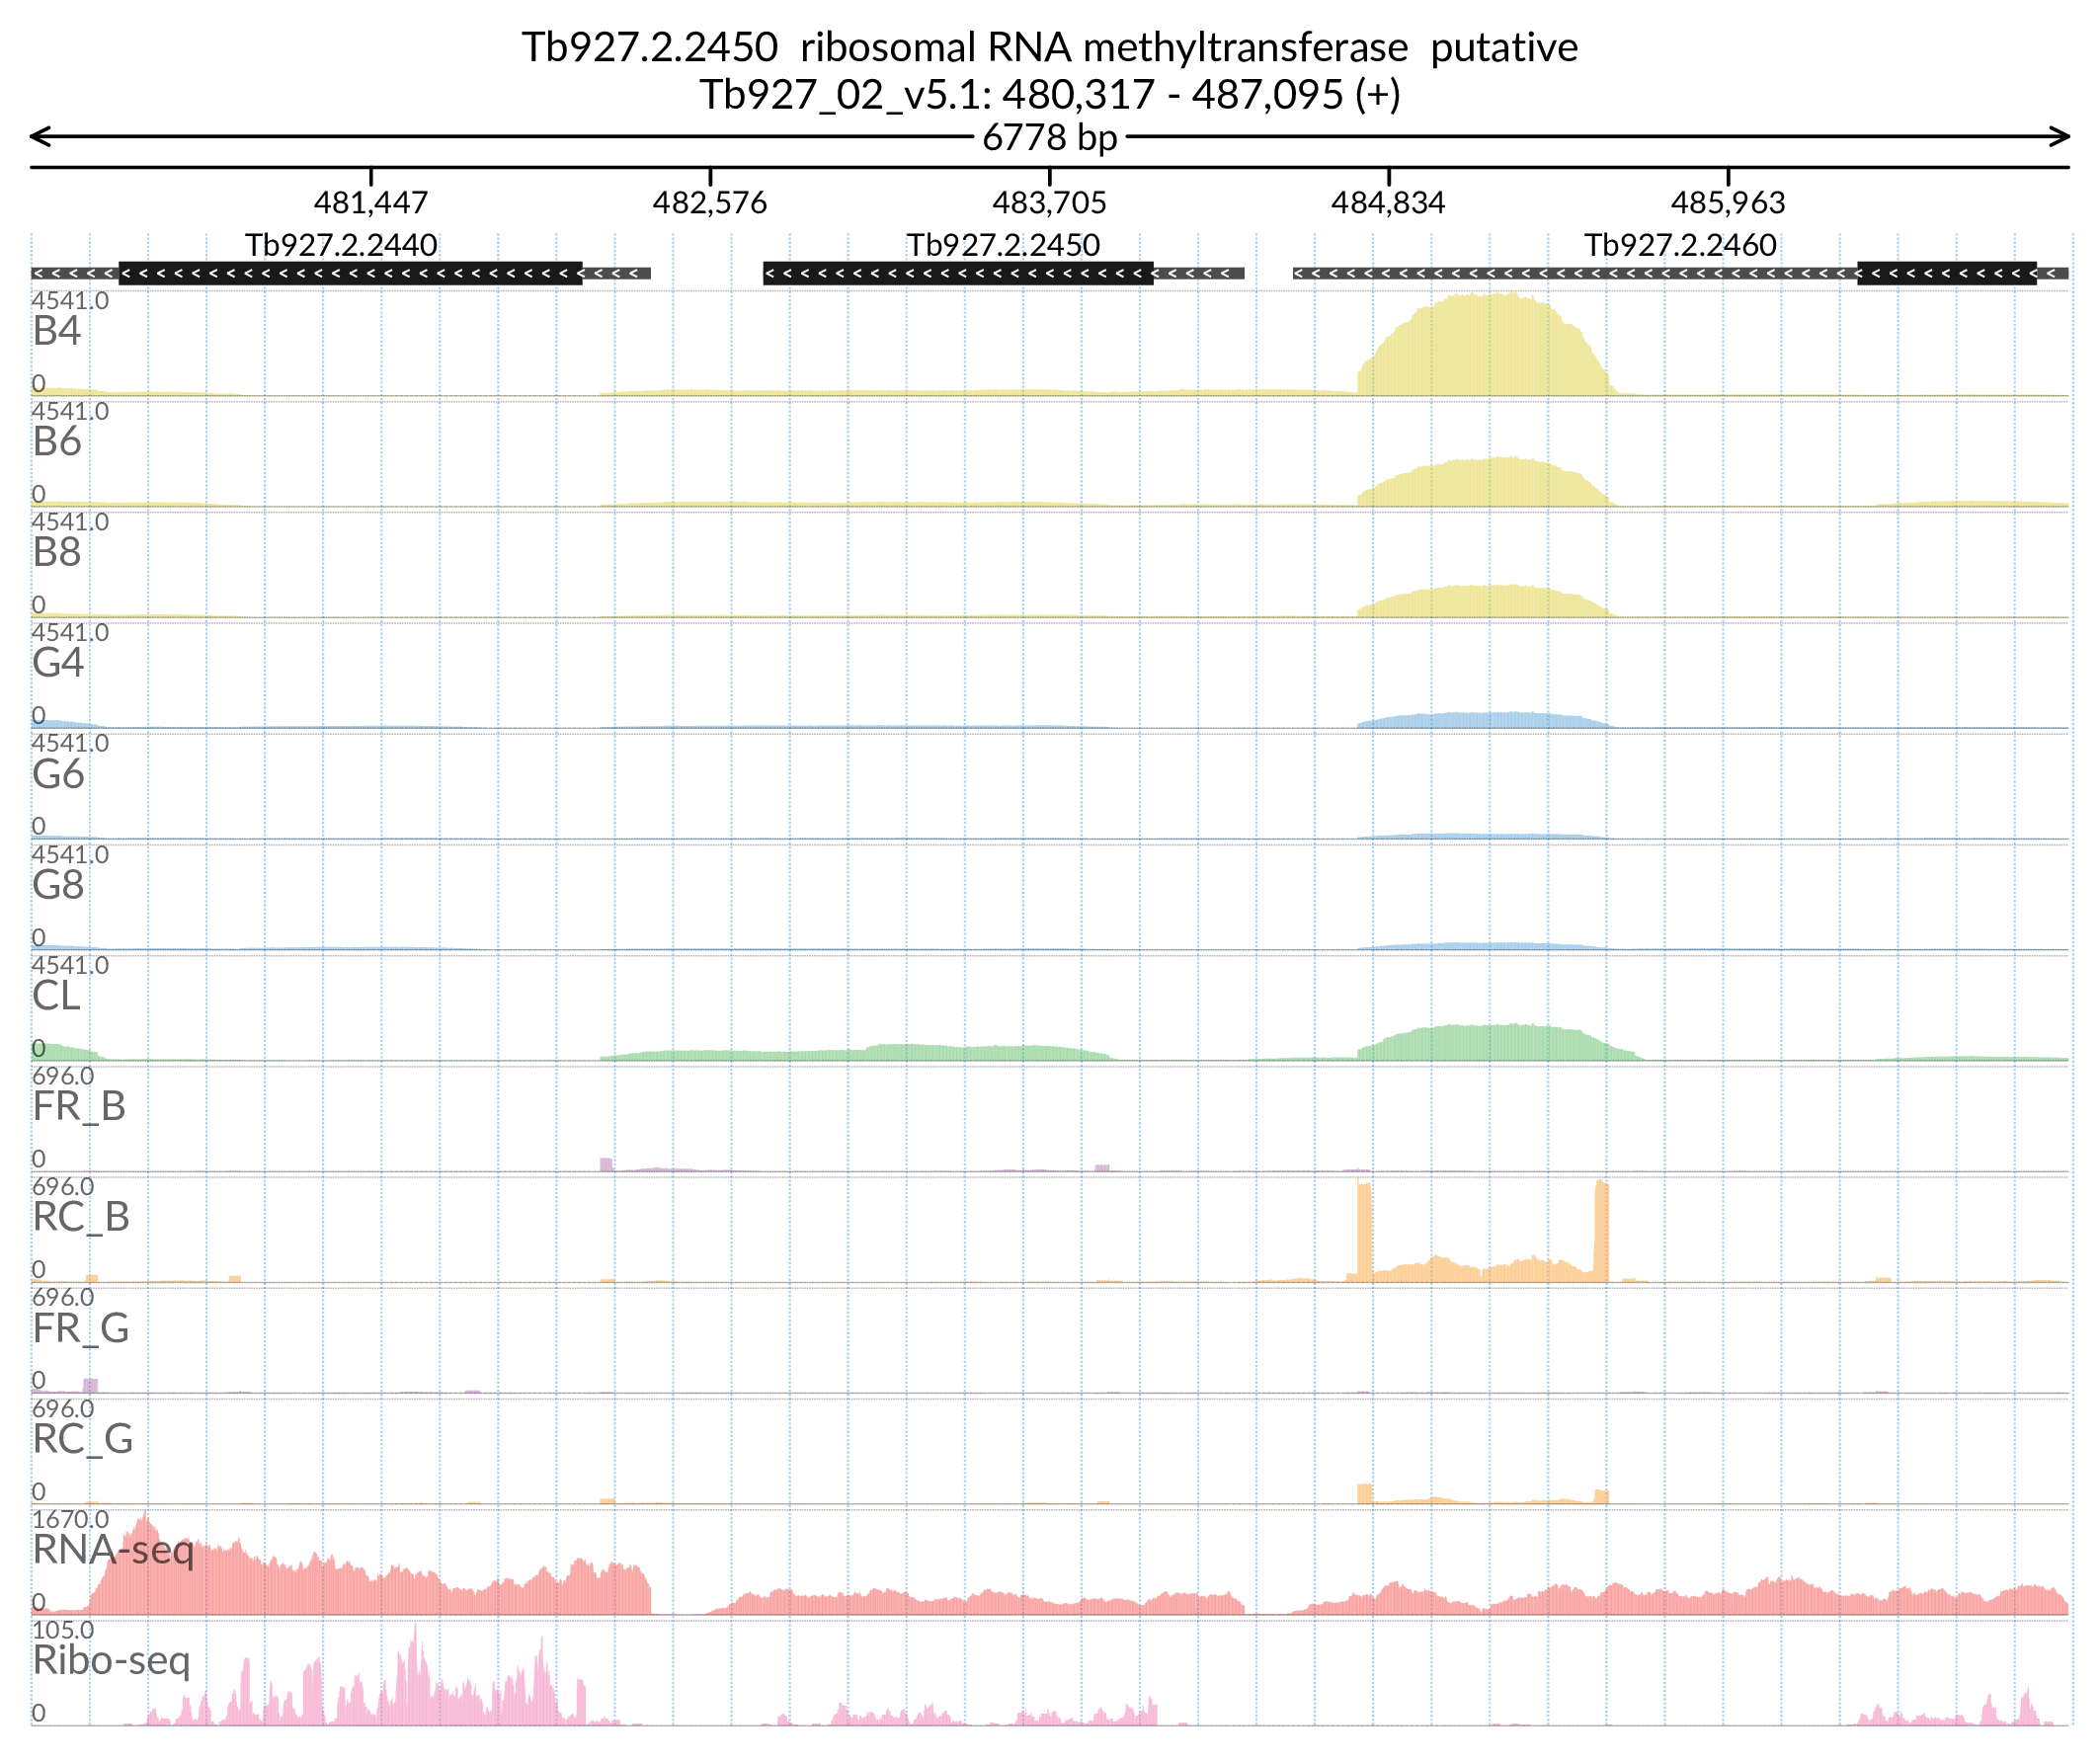 Tb927.2.2450 ribosomal RNA methyltransferase putative
Tb927_02_v5.1: 480,317 - 487,095 (+)
6778 bp
481,447 482,576 483,705 484,834 485,963
Tb927.2.2440 Tb927.2.2450 Tb927.2.2460
4541.0
B4
0
4541.0
B6
0
4541.0
B8
0
4541.0
G4
0
4541.0
G6
0
4541.0
G8
0
4541.0
CL
0
696.0
FR_B
0
696.0
RC_B
0
696.0
FR_G
0
696.0
RC_G
0
1670.0
RNA-seq
0
105.0
Ribo-seq
0